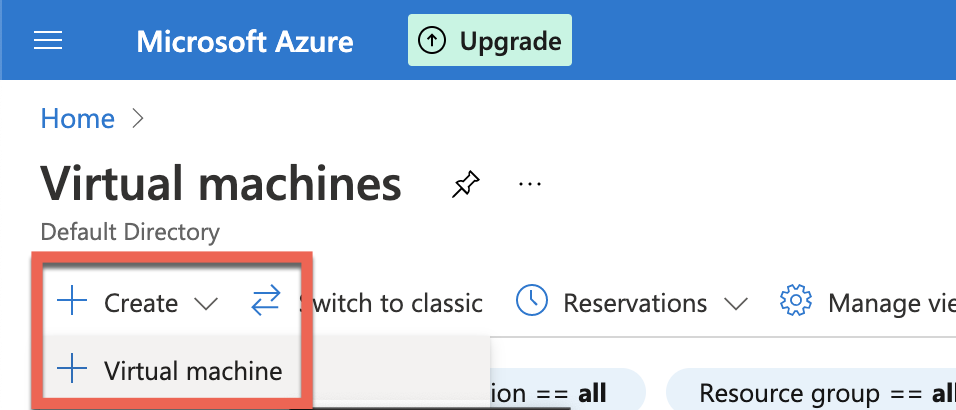 Microsoft Azure Upgrade
Home
Virtual machines ...
Default Directory
Create Switch to classic Reservations Manage vie
Virtual machine
ion == all Resource group == all